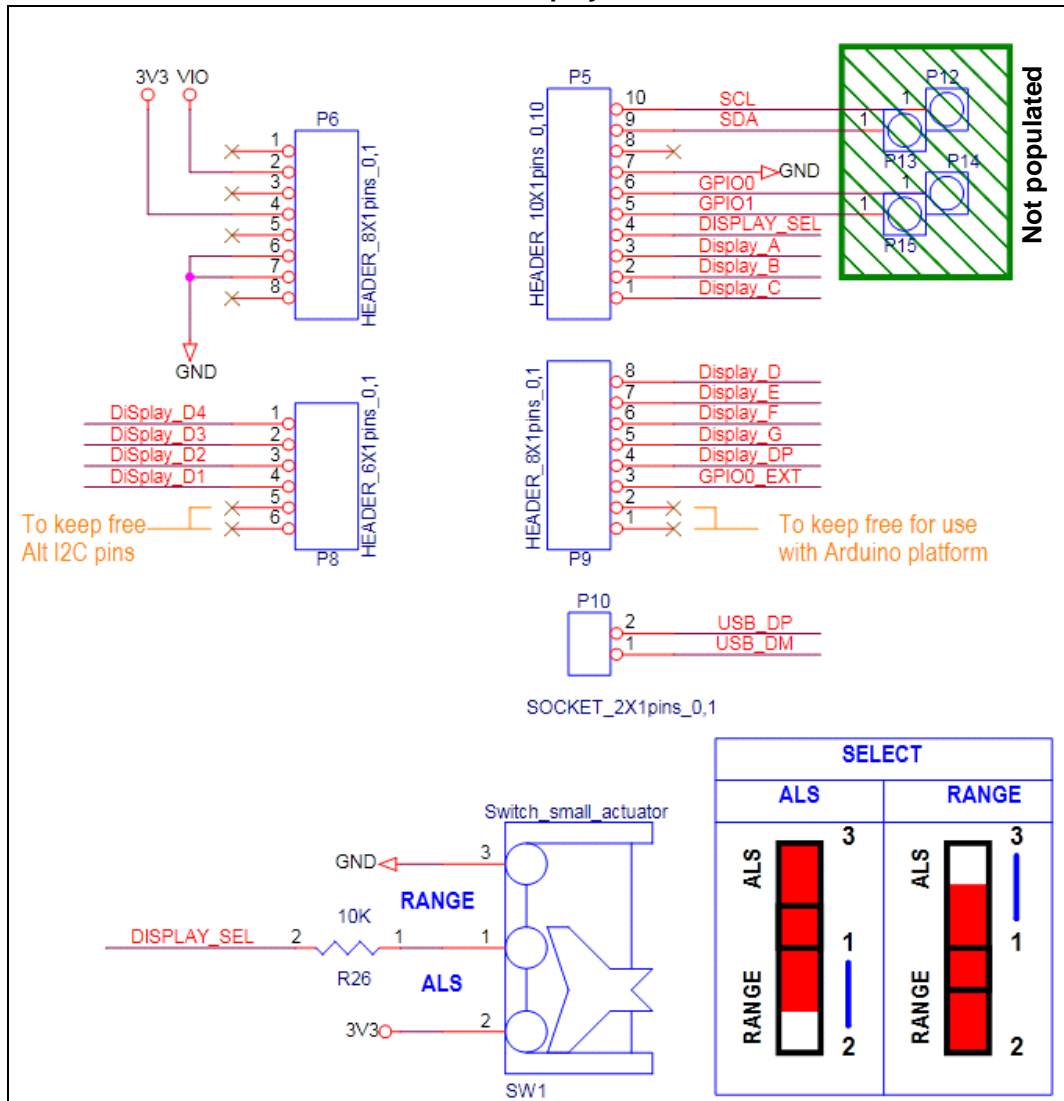 3V3 VIO
P6
1
2
3
4
5
6
7
8
HEADER_8X1pins_0,1
GND
P5
10
9
8
7
6
5
4
3
2
1
HEADER_10X1pins 0,10
SCL
SDA
GND
GPIO0
GPIO1
DISPLAY_SEL
Display_A
Display_B
Display_C
P12
1
1
P13
P14
1
1
P15
Not populated
DiSplay_D4
DiSplay_D3
DiSplay_D2
DiSplay_D1
1
2
3
4
5
6
HEADER_6X1pins_0,1
P8
To keep free
Alt I2C pins
HEADER_8X1pins_0,1
P9
8
7
6
5
4
3
2
1
Display_D
Display_E
Display_F
Display_G
Display_DP
GPIO0_EXT
To keep free for use
with Arduino platform
P10
2
1
USB_DP
USB_DM
SOCKET_2X1pins_0,1
Switch_small_actuator
GND
3
RANGE
10K
DISPLAY_SEL
2
1
1
R26
ALS
3V3
2
SW1
SELECT
ALS
RANGE
ALS
RANGE
3
1
2
ALS
RANGE
3
1
2